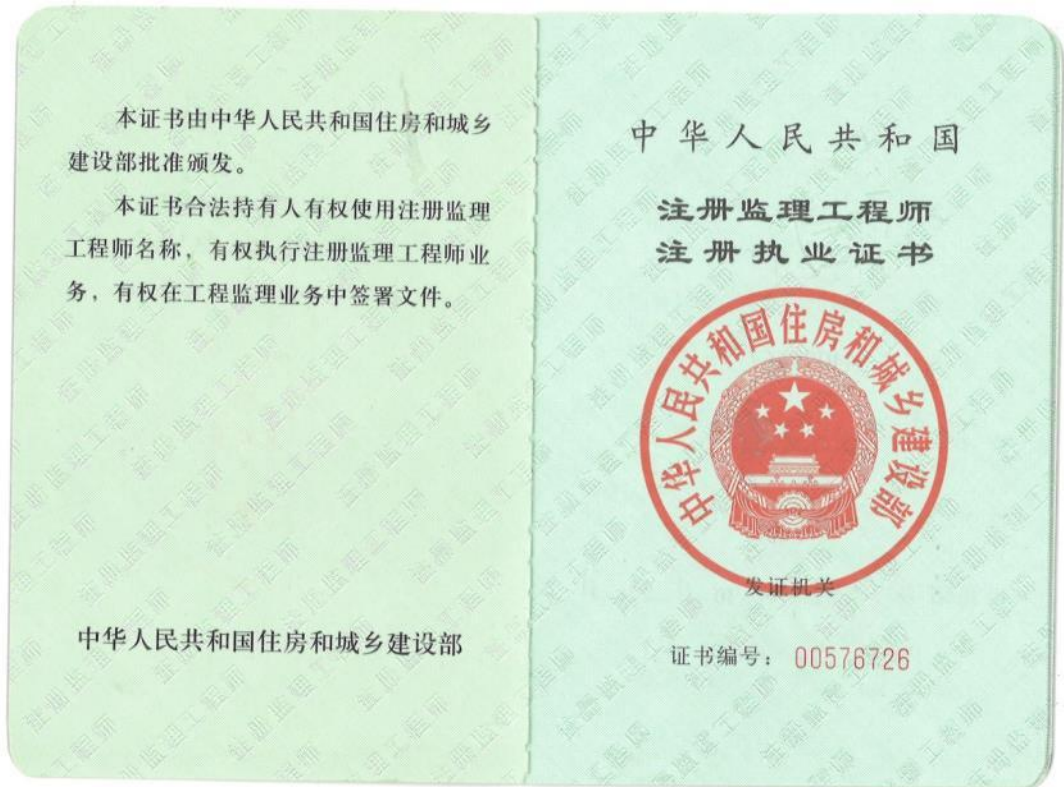 本证书由中华人民共和国住房和城乡
建设部批准颁发。
本证书合法持有人有权使用注册监理
工程师名称，有权执行注册监理工程师业
务，有权在工程监理业务中签署文件。
中华人民共和国住房和城乡建设部
中华人民共和国
注册监理工程师
注册执业证书
中华人民共和国住房和城乡建设部
发证机关
证书编号：00576726